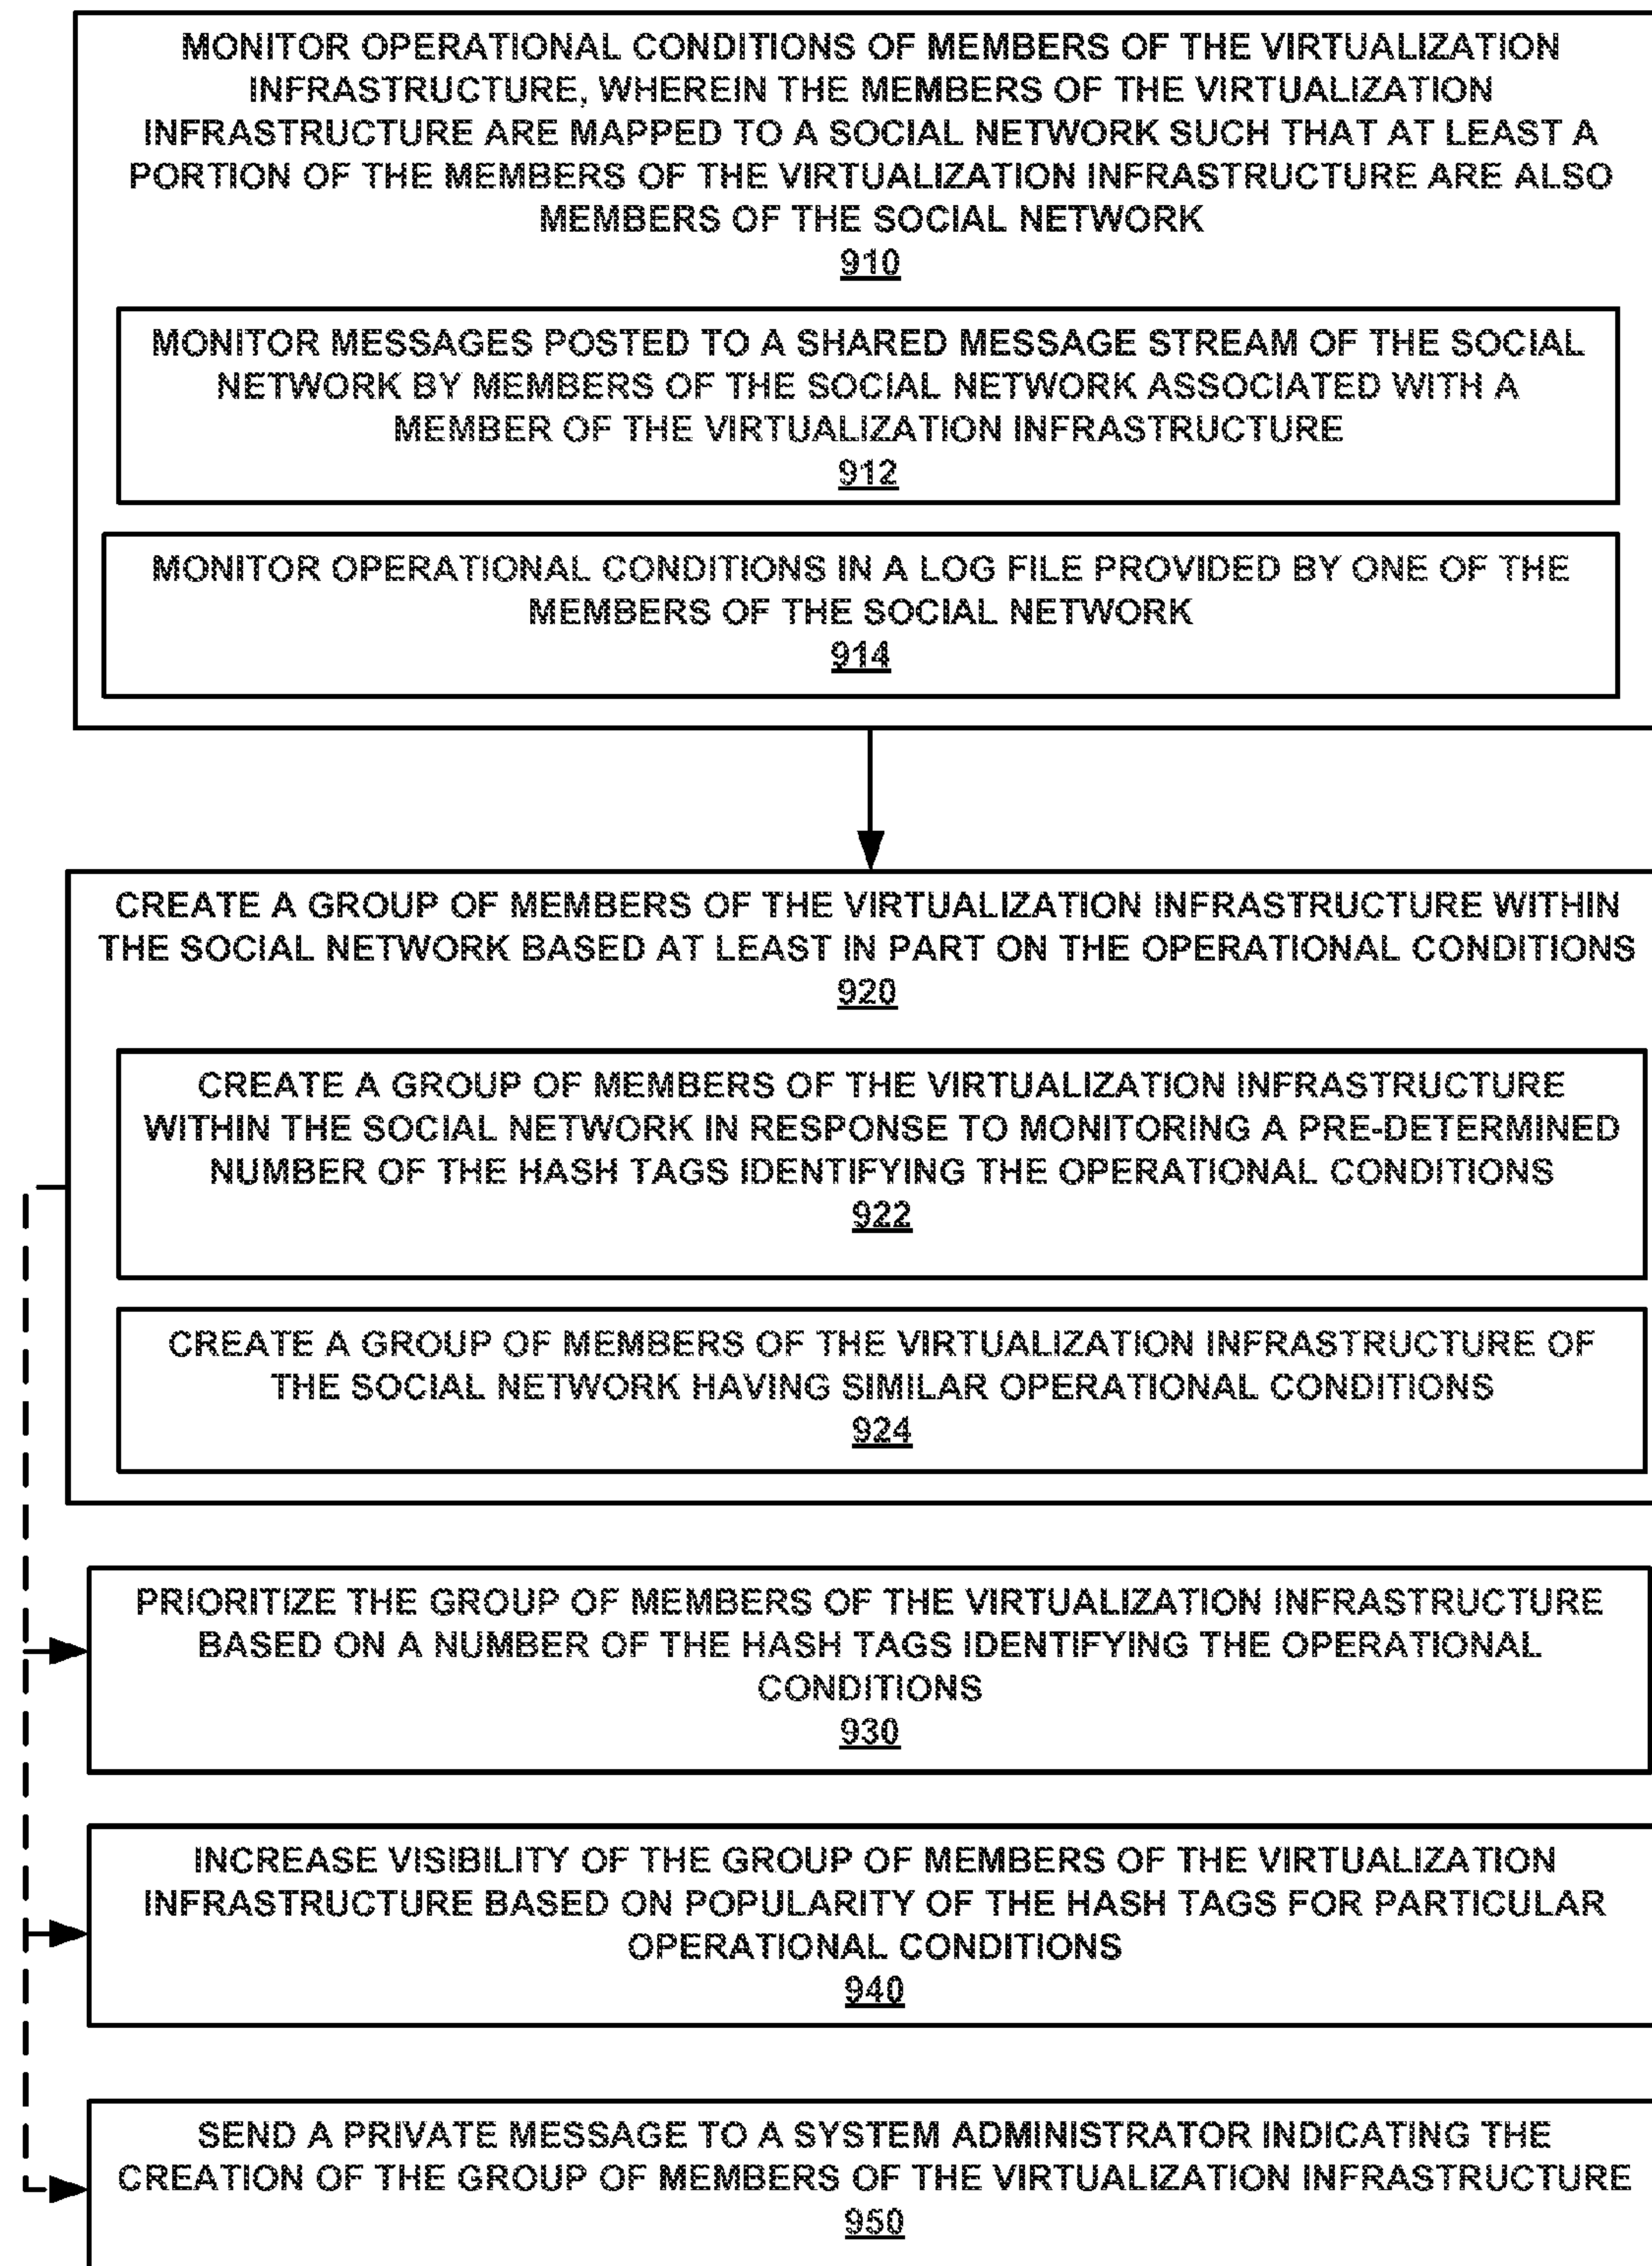 MONITOR OPERATIONAL CONDITIONS OF MEMBERS OF THE VIRTUALIZATION
INFRASTRUCTURE, WHEREIN THE MEMBERS OF THE VIRTUALIZATION
INFRASTRUCTURE ARE MAPPED TO A SOCIAL NETWORK SUCH THAT AT LEAST A
PORTION OF THE MEMBERS OF THE VIRTUALIZATION INFRASTRUCTURE ARE ALSO
MEMBERS OF THE SOCIAL NETWORK
910
MONITOR MESSAGES POSTED TO A SHARED MESSAGE STREAM OF THE SOCIAL
NETWORK BY MEMBERS OF THE SOCIAL NETWORK ASSOCIATED WITH A
MEMBER OF THE VIRTUALIZATION INFRASTRUCTURE
912
MONITOR OPERATIONAL CONDITIONS IN A LOG FILE PROVIDED BY ONE OF THE
MEMBERS OF THE SOCIAL NETWORK
914
CREATE A GROUP OF MEMBERS OF THE VIRTUALIZATION INFRASTRUCTURE WITHIN
THE SOCIAL NETWORK BASED AT LEAST IN PART ON THE OPERATIONAL CONDITIONS
920
CREATE A GROUP OF MEMBERS OF THE VIRTUALIZATION INFRASTRUCTURE
WITHIN THE SOCIAL NETWORK IN RESPONSE TO MONITORING A PRE-DETERMINED
NUMBER OF THE HASH TAGS IDENTIFYING THE OPERATIONAL CONDITIONS
922
CREATE A GROUP OF MEMBERS OF THE VIRTUALIZATION INFRASTRUCTURE OF
THE SOCIAL NETWORK HAVING SIMILAR OPERATIONAL CONDITIONS
924
PRIORITIZE THE GROUP OF MEMBERS OF THE VIRTUALIZATION INFRASTRUCTURE
BASED ON A NUMBER OF THE HASH TAGS IDENTIFYING THE OPERATIONAL
CONDITIONS
930
INCREASE VISIBILITY OF THE GROUP OF MEMBERS OF THE VIRTUALIZATION
INFRASTRUCTURE BASED ON POPULARITY OF THE HASH TAGS FOR PARTICULAR
OPERATIONAL CONDITIONS
940
SEND A PRIVATE MESSAGE TO A SYSTEM ADMINISTRATOR INDICATING THE
CREATION OF THE GROUP OF MEMBERS OF THE VIRTUALIZATION INFRASTRUCTURE
950